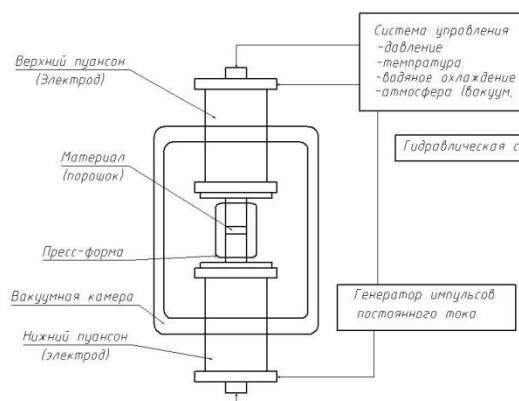 Верхний пуансон
(Электрод)
Материал
(порошок)
Пресс-форма
Вакуумная камера
Нижний пуансон
(электрод)
Система управления
-давление
-темпратура
-водяное охлаждение
-атмосфера (вакуум,
Гидравлическая с
Генератор импульсов
постоянного тока